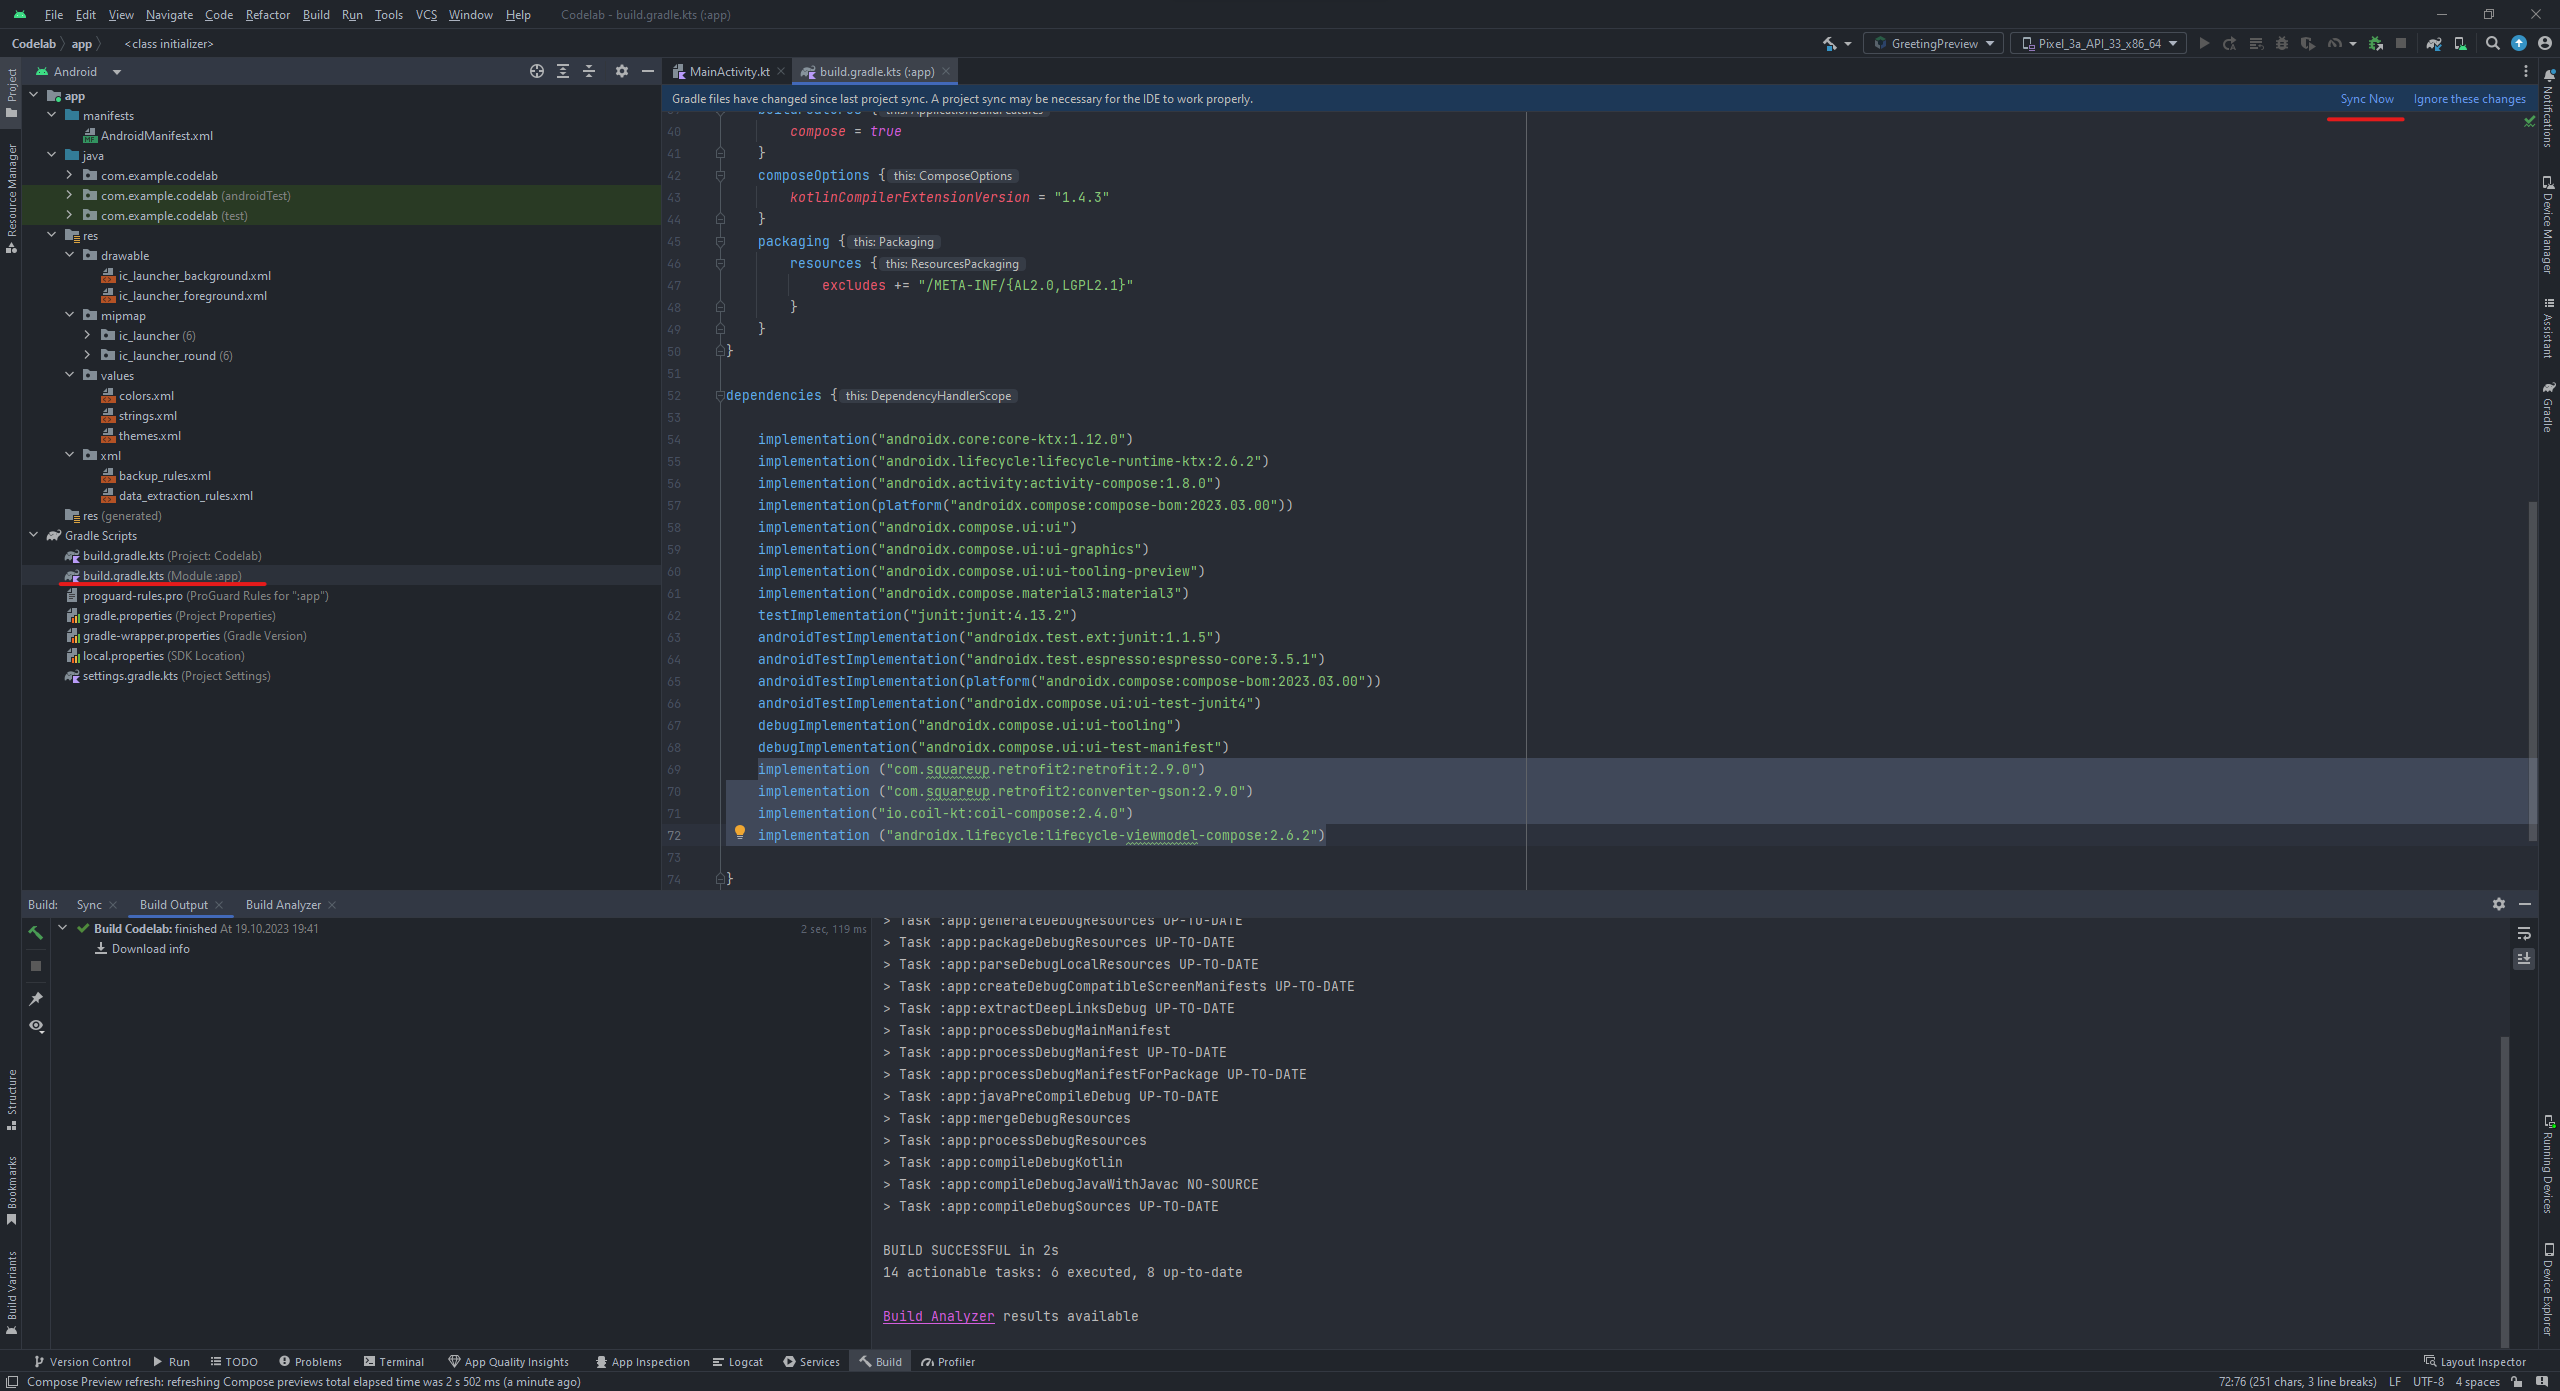 File Edit View Navigate Code Refactor Build Run Tools VCS Window Help Codelab - build.gradle.kts (:app)
Codelab app <class initializer> GreetingPreview Pixel_3a_API_33_x86_64
Android
MainActivity.kt build.gradle.kts (:app)
Project
Resource Manager
Structure
Bookmarks
Build Variants
app
manifests
AndroidManifest.xml
java
com.example.codelab
com.example.codelab (androidTest)
com.example.codelab (test)
res
drawable
ic_launcher_background.xml
ic_launcher_foreground.xml
mipmap
ic_launcher (6)
ic_launcher_round (6)
values
colors.xml
strings.xml
themes.xml
xml
backup_rules.xml
data_extraction_rules.xml
res (generated)
Gradle Scripts
build.gradle.kts (Project: Codelab)
build.gradle.kts (Module :app)
proguard-rules.pro (ProGuard Rules for ":app")
gradle.properties (Project Properties)
gradle-wrapper.properties (Gradle Version)
local.properties (SDK Location)
settings.gradle.kts (Project Settings)
Gradle files have changed since last project sync. A project sync may be necessary for the IDE to work properly. Sync Now Ignore these changes
40 compose = true
41 }
42 composeOptions { this: ComposeOptions
43 kotlinCompilerExtensionVersion = "1.4.3"
44 }
45 packaging { this: Packaging
46 resources { this: ResourcesPackaging
47 excludes += "/META-INF/{AL2.0,LGPL2.1}"
48 }
49 }
50 }
51
52 dependencies { this: DependencyHandlerScope
53
54 implementation("androidx.core:core-ktx:1.12.0")
55 implementation("androidx.lifecycle:lifecycle-runtime-ktx:2.6.2")
56 implementation("androidx.activity:activity-compose:1.8.0")
57 implementation(platform("androidx.compose:compose-bom:2023.03.00"))
58 implementation("androidx.compose.ui:ui")
59 implementation("androidx.compose.ui:ui-graphics")
60 implementation("androidx.compose.ui:ui-tooling-preview")
61 implementation("androidx.compose.material3:material3")
62 testImplementation("junit:junit:4.13.2")
63 androidTestImplementation("androidx.test.ext:junit:1.1.5")
64 androidTestImplementation("androidx.test.espresso:espresso-core:3.5.1")
65 androidTestImplementation(platform("androidx.compose:compose-bom:2023.03.00"))
66 androidTestImplementation("androidx.compose.ui:ui-test-junit4")
67 debugImplementation("androidx.compose.ui:ui-tooling")
68 debugImplementation("androidx.compose.ui:ui-test-manifest")
69 implementation ("com.squareup.retrofit2:retrofit:2.9.0")
70 implementation ("com.squareup.retrofit2:converter-gson:2.9.0")
71 implementation("io.coil-kt:coil-compose:2.4.0")
72 implementation ("androidx.lifecycle:lifecycle-viewmodel-compose:2.6.2")
73
74 }
Notifications
Device Manager
Assistant
Gradle
Running Devices
Device Explorer
Build: Sync Build Output Build Analyzer
Build Codelab: finished At 19.10.2023 19:41 2 sec, 119 ms
Download info
> Task :app:generateDebugResources UP-TO-DATE
> Task :app:packageDebugResources UP-TO-DATE
> Task :app:parseDebugLocalResources UP-TO-DATE
> Task :app:createDebugCompatibleScreenManifests UP-TO-DATE
> Task :app:extractDeepLinksDebug UP-TO-DATE
> Task :app:processDebugMainManifest
> Task :app:processDebugManifest UP-TO-DATE
> Task :app:processDebugManifestForPackage UP-TO-DATE
> Task :app:javaPreCompileDebug UP-TO-DATE
> Task :app:mergeDebugResources
> Task :app:processDebugResources
> Task :app:compileDebugKotlin
> Task :app:compileDebugJavaWithJavac NO-SOURCE
> Task :app:compileDebugSources UP-TO-DATE
BUILD SUCCESSFUL in 2s
14 actionable tasks: 6 executed, 8 up-to-date
Build Analyzer results available
Version Control Run TODO Problems Terminal App Quality Insights App Inspection Logcat Services Build Profiler Layout Inspector
Compose Preview refresh: refreshing Compose previews total elapsed time was 2 s 502 ms (a minute ago) 72:76 (251 chars, 3 line breaks) LF UTF-8 4 spaces